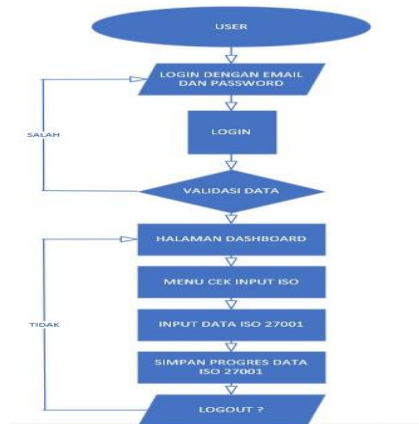 USER
LOGIN DENGAN EMAIL
DAN PASSWORD
LOGIN
SALAH
VALIDASI DATA
HALAMAN DASHBOARD
MENU CEK INPUT ISO
TIDAK
INPUT DATA ISO 27001
SIMPAN PROGRES DATA
ISO 27001
LOGOUT ?